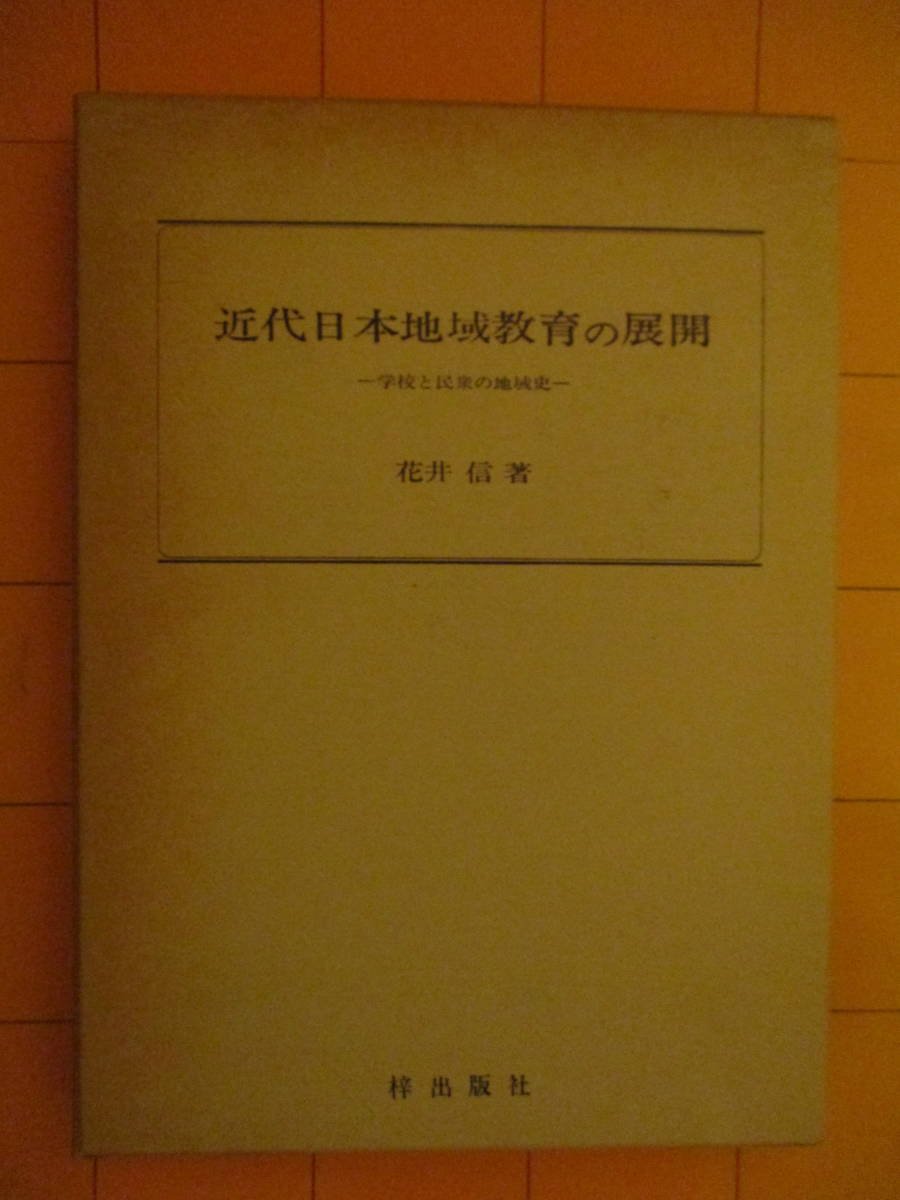 近代日本地域教育の展開
―学校と民衆の地域史―
花井 信 著
梓出版社